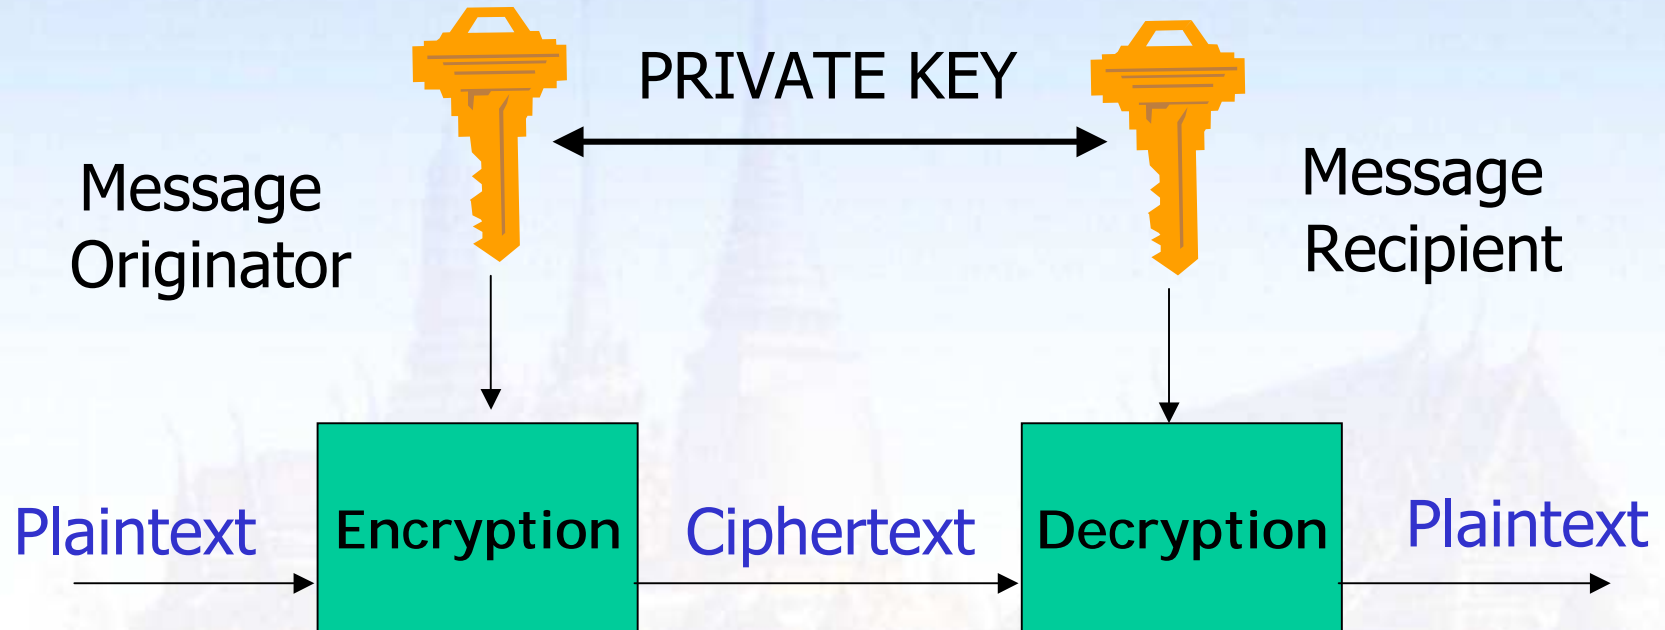 PRIVATE KEY
Message
Originator
Message
Recipient
Plaintext
Encryption
Ciphertext
Decryption
Plaintext